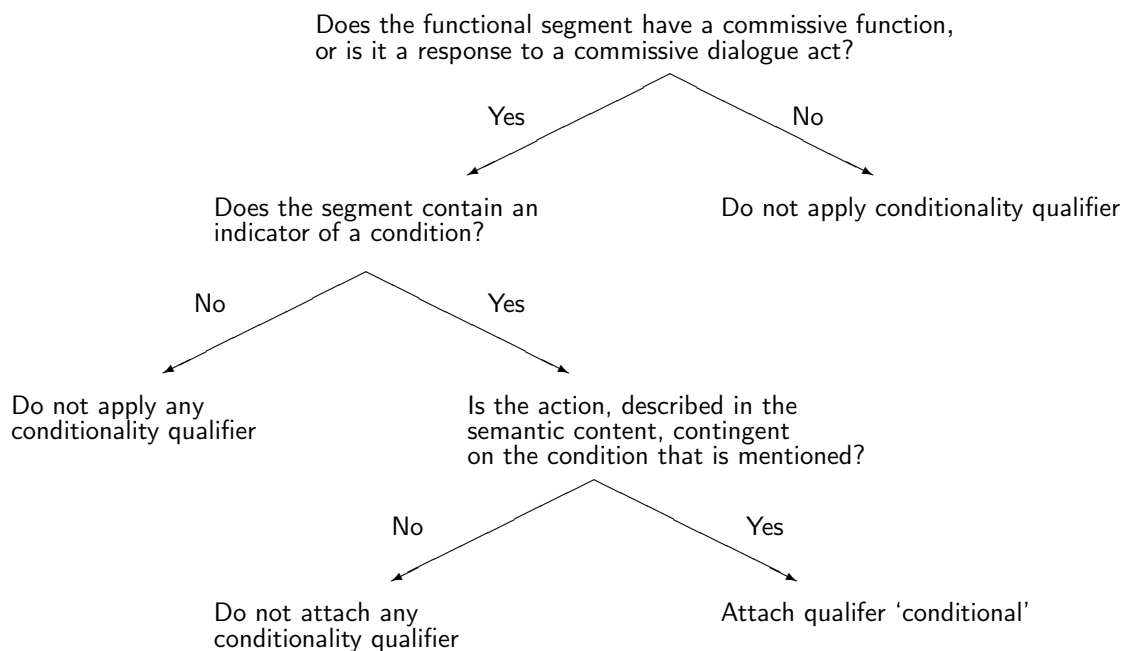 Does the functional segment have a commissive function,
or is it a response to a commissive dialogue act?
Yes
No
Does the segment contain an
indicator of a condition?
Do not apply conditionality qualifier
No
Yes
Do not apply any
conditionality qualifier
Is the action, described in the
semantic content, contingent
on the condition that is mentioned?
No
Yes
Do not attach any
conditionality qualifier
Attach qualifer ‘conditional’